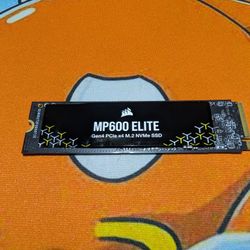 MP600 ELITE
Gen4 PCIe x4 M.2 NVMe SSD